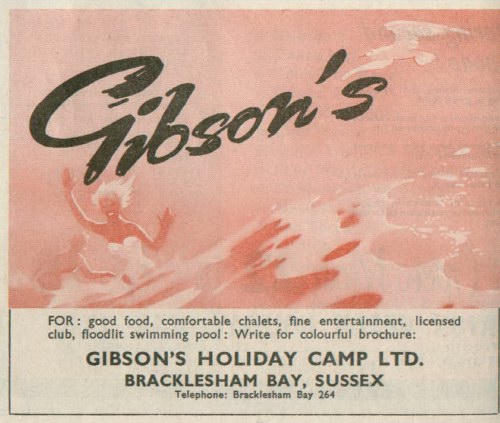 Gibson's
FOR: good food, comfortable chalets, fine entertainment, licensed
club, floodlit swimming pool: Write for colourful brochure:
GIBSON'S HOLIDAY CAMP LTD.
BRACKLESHAM BAY, SUSSEX
Telephone: Bracklesham Bay 264